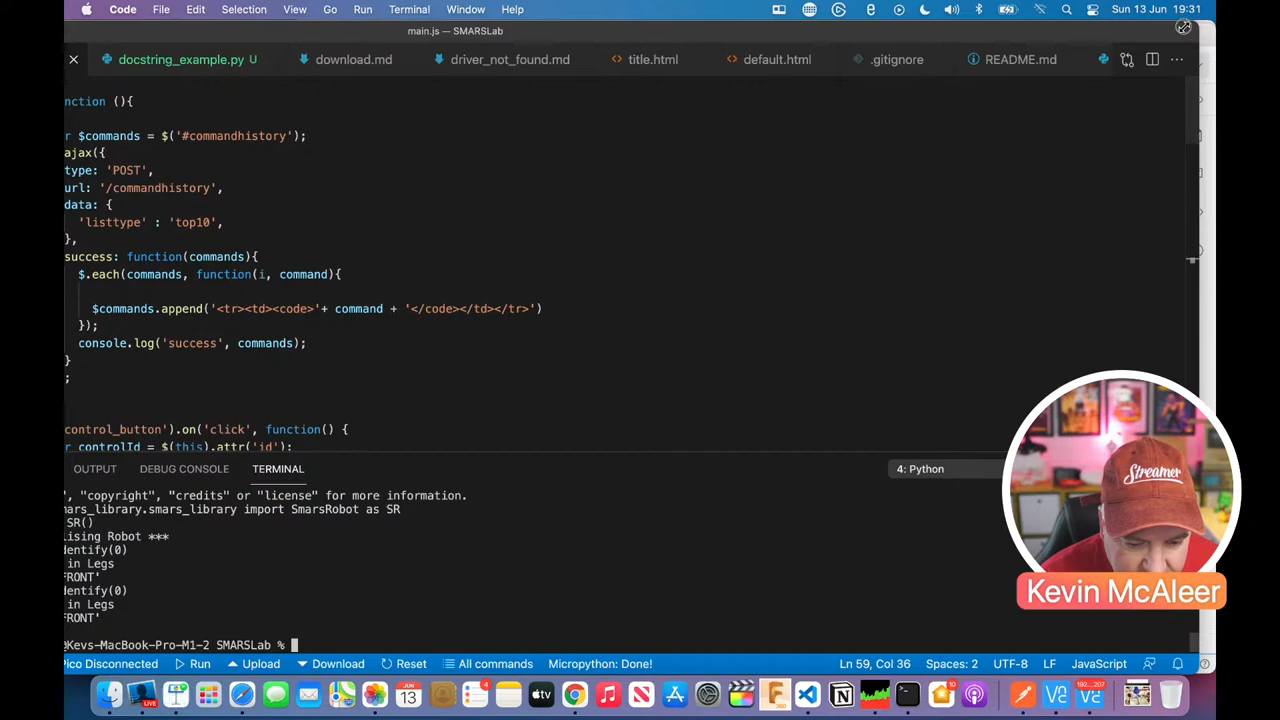 Code File Edit Selection View Go Run Terminal Window Help Sun 13 Jun 19:31
main.js — SMARSLab
docstring_example.py U download.md driver_not_found.md title.html default.html .gitignore README.md
nction (){
r $commands = $('#commandhistory');
ajax({
type: 'POST',
url: '/commandhistory',
data: {
'listtype' : 'top10',
},
success: function(commands){
$.each(commands, function(i, command){
$commands.append('<tr><td><code>'+ command + '</code></td></tr>')
});
console.log('success', commands);
}
;
control_button').on('click', function() {
r controlId = $(this).attr('id');
OUTPUT DEBUG CONSOLE TERMINAL 4: Python
", "copyright", "credits" or "license" for more information.
mars_library.smars_library import SmarsRobot as SR
SR()
lising Robot ***
dentify(0)
in Legs
FRONT'
dentify(0)
in Legs
FRONT'
@Kevs-MacBook-Pro-M1-2 SMARSLab %
Streamer
Kevin McAleer
Pico Disconnected Run Upload Download Reset All commands Micropython: Done! Ln 59, Col 36 Spaces: 2 UTF-8 LF JavaScript